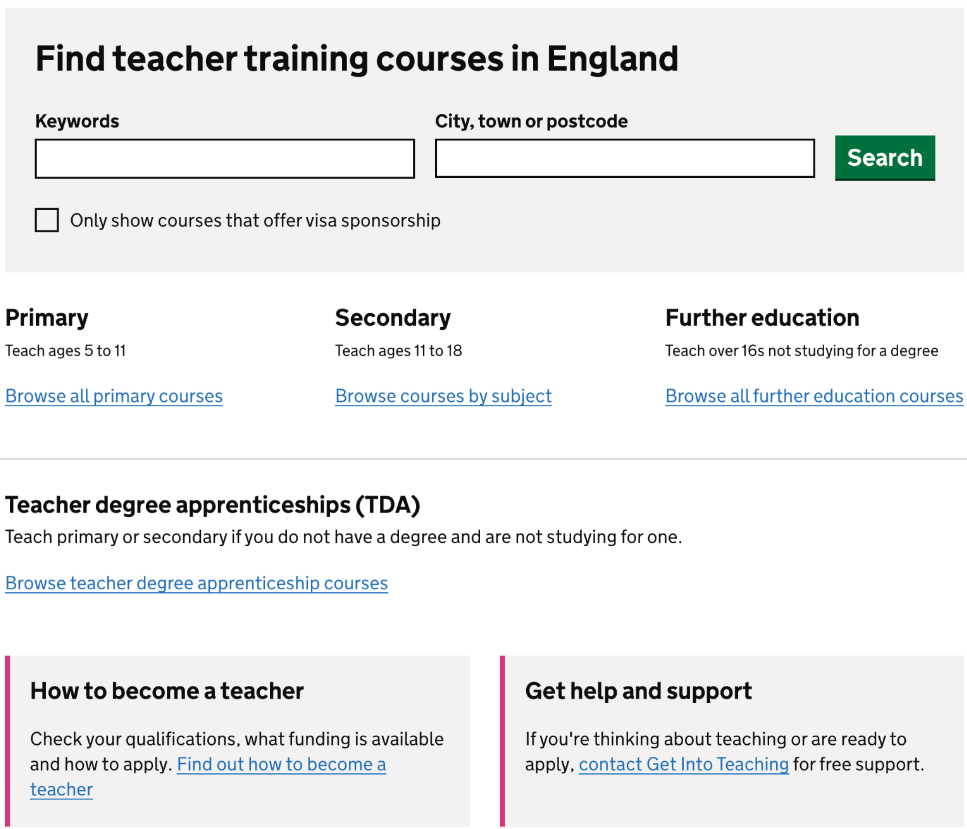 Find teacher training courses in England
Keywords
City, town or postcode
Search
Only show courses that offer visa sponsorship
Primary
Teach ages 5 to 11
Browse all primary courses
Secondary
Teach ages 11 to 18
Browse courses by subject
Further education
Teach over 16s not studying for a degree
Browse all further education courses
Teacher degree apprenticeships (TDA)
Teach primary or secondary if you do not have a degree and are not studying for one.
Browse teacher degree apprenticeship courses
How to become a teacher
Check your qualifications, what funding is available
and how to apply. Find out how to become a
teacher
Get help and support
If you're thinking about teaching or are ready to
apply, contact Get Into Teaching for free support.